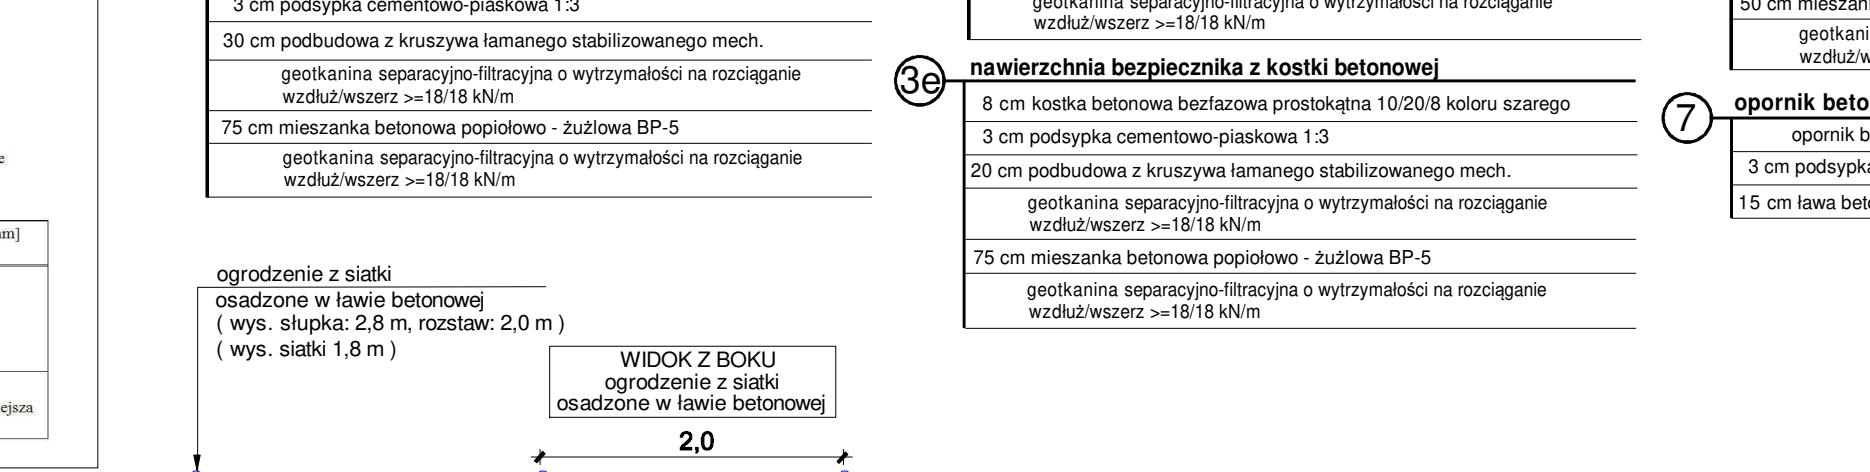 3 cm podsypka cementowo-piaskowa 1:3
30 cm podbudowa z kruszywa łamanego stabilizowanego mech.
geotkanina separacyjno-filtracyjna o wytrzymałości na rozciąganie
wzdłuż/wszerz >=18/18 kN/m
75 cm mieszanka betonowa popiołowo - żużlowa BP-5
geotkanina separacyjno-filtracyjna o wytrzymałości na rozciąganie
wzdłuż/wszerz >=18/18 kN/m
ogrodzenie z siatki
osadzone w ławie betonowej
( wys. słupka: 2,8 m, rozstaw: 2,0 m )
( wys. siatki 1,8 m )
WIDOK Z BOKU
ogrodzenie z siatki
osadzone w ławie betonowej
2,0
geotkanina separacyjno-filtracyjna o wytrzymałości na rozciąganie
wzdłuż/wszerz >=18/18 kN/m
3e
nawierzchnia bezpiecznika z kostki betonowej
8 cm kostka betonowa bezfazowa prostokątna 10/20/8 koloru szarego
3 cm podsypka cementowo-piaskowa 1:3
20 cm podbudowa z kruszywa łamanego stabilizowanego mech.
geotkanina separacyjno-filtracyjna o wytrzymałości na rozciąganie
wzdłuż/wszerz >=18/18 kN/m
75 cm mieszanka betonowa popiołowo - żużlowa BP-5
geotkanina separacyjno-filtracyjna o wytrzymałości na rozciąganie
wzdłuż/wszerz >=18/18 kN/m
50 cm mieszan
geotkani
wzdłuż/w
7
opornik beto
opornik b
3 cm podsypka
15 cm ława bet
e
m]
ejsza